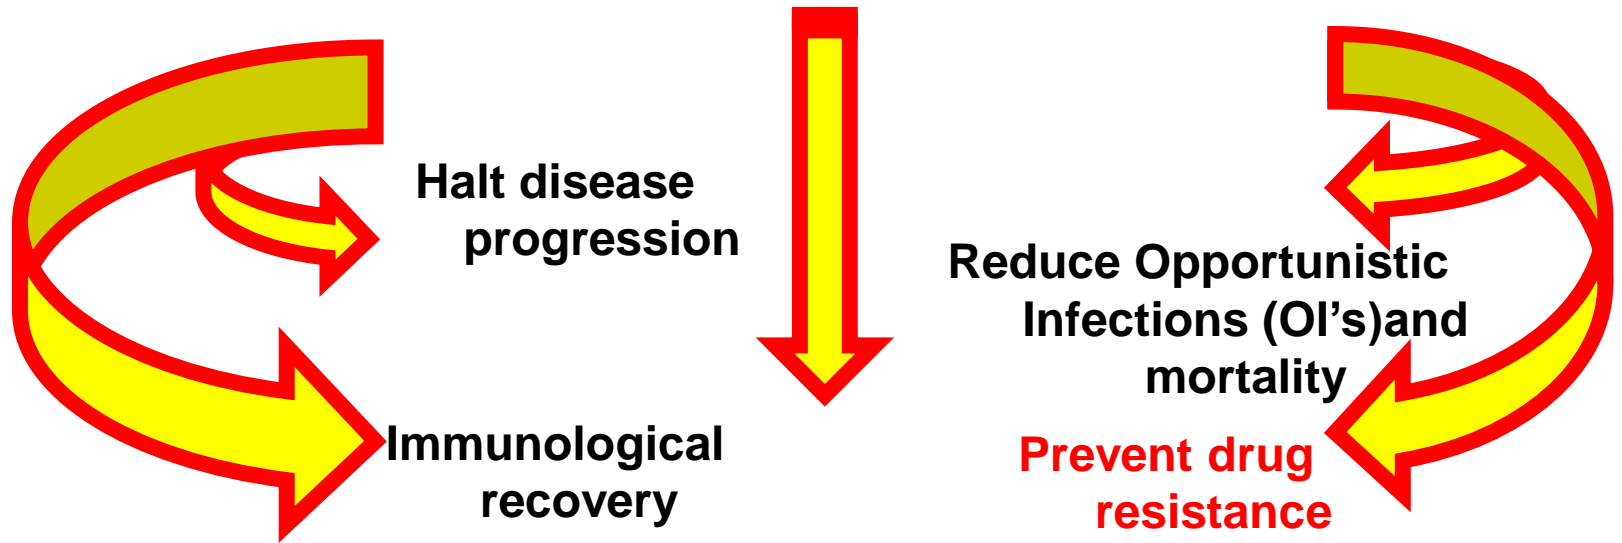 Halt disease
progression
Reduce Opportunistic
Infections (OI’s)and
mortality
Immunological
recovery
Prevent drug
resistance